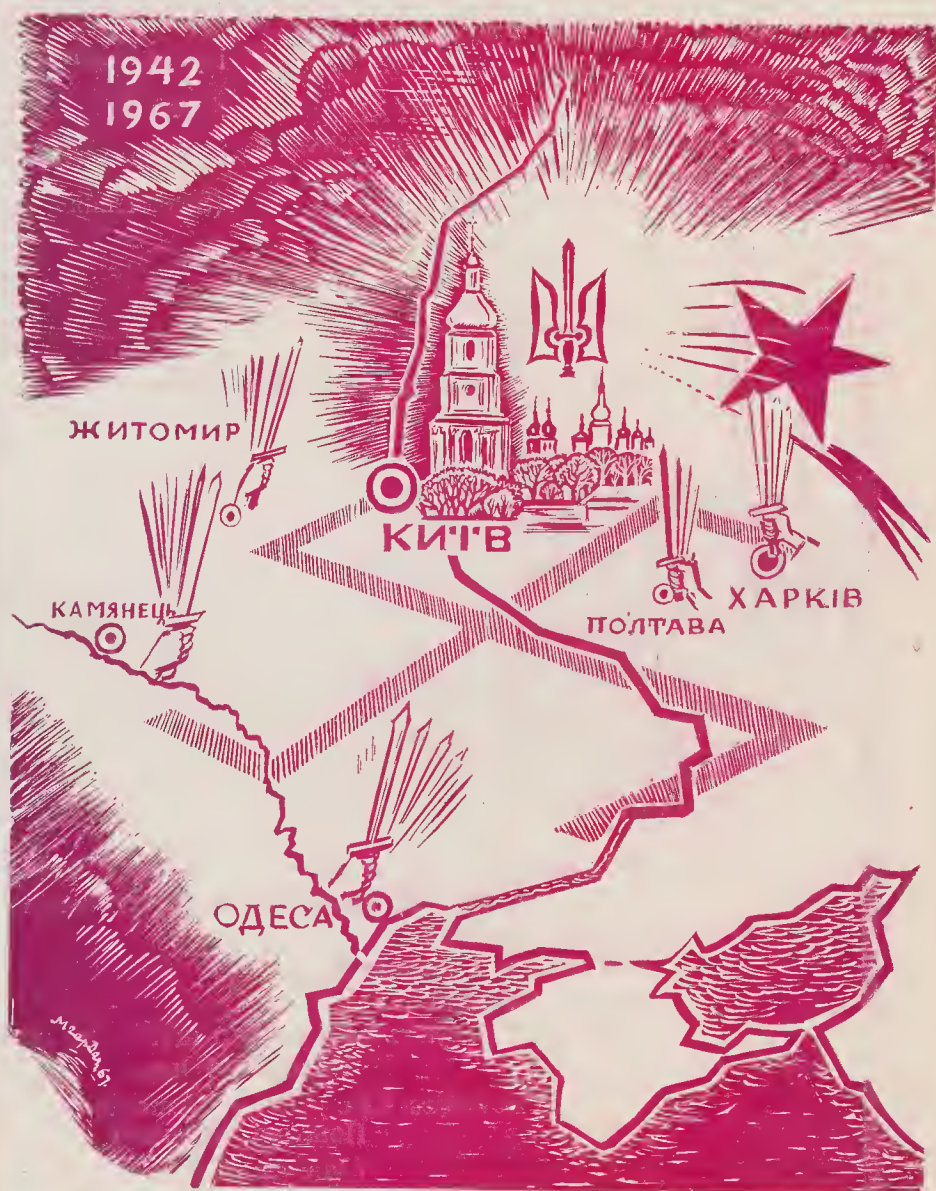 1942
1967
ЖИТОМИР
КИЇВ
КАМЯНЕЦЬ
ПОЛТАВА
ХАРКІВ
ОДЕСА